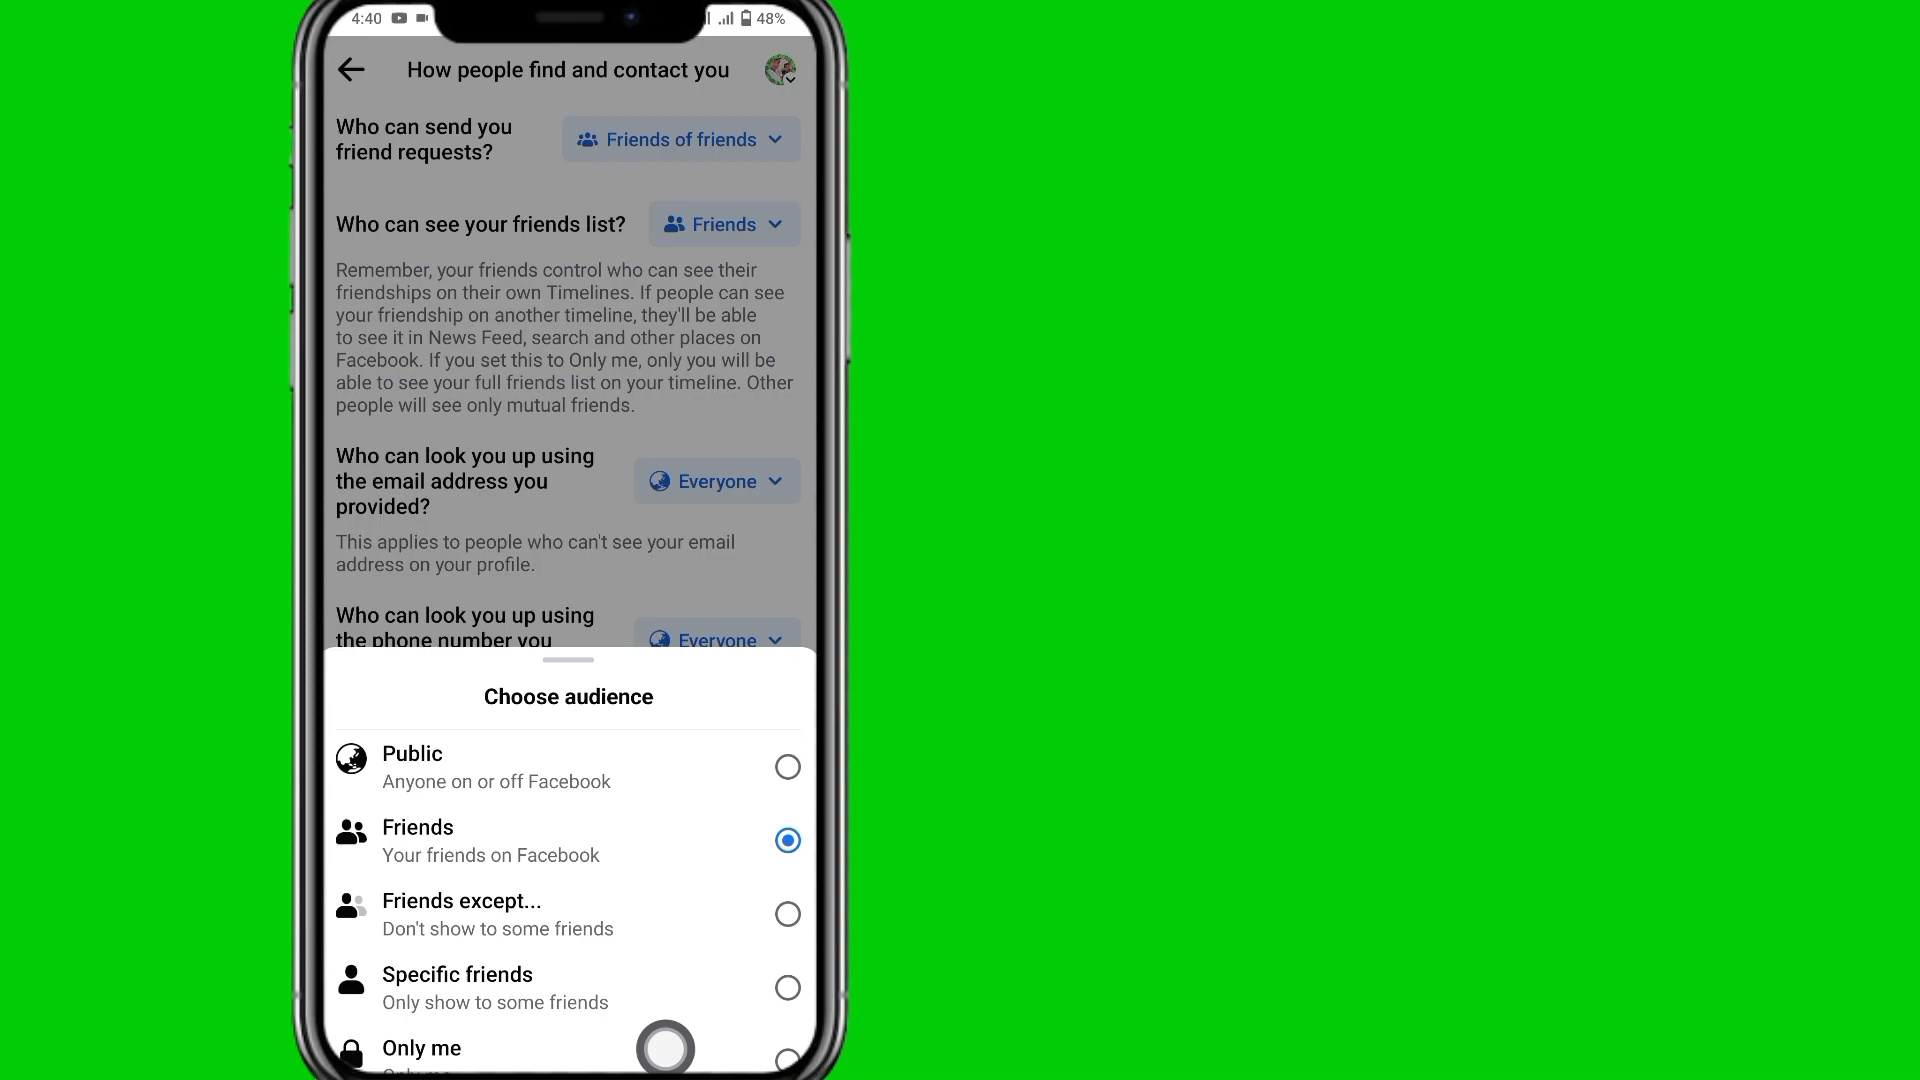 4:40
48%
How people find and contact you
Who can send you
friend requests?
Friends of friends
Who can see your friends list?
Friends
Remember, your friends control who can see their
friendships on their own Timelines. If people can see
your friendship on another timeline, they'll be able
to see it in News Feed, search and other places on
Facebook. If you set this to Only me, only you will be
able to see your full friends list on your timeline. Other
people will see only mutual friends.
Who can look you up using
the email address you
provided?
Everyone
This applies to people who can't see your email
address on your profile.
Who can look you up using
the phone number you
Everyone
Choose audience
Public
Anyone on or off Facebook
Friends
Your friends on Facebook
Friends except...
Don't show to some friends
Specific friends
Only show to some friends
Only me